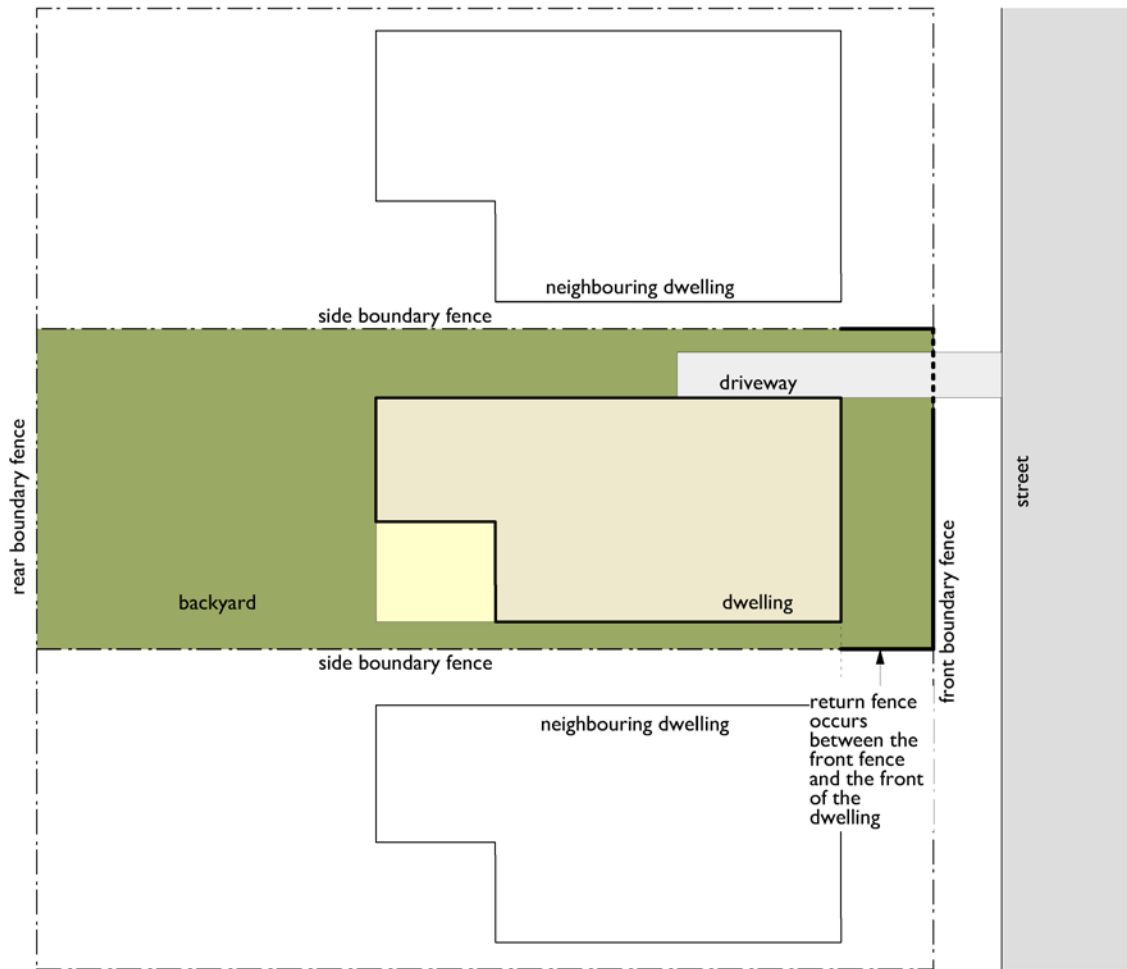 neighbouring dwelling
side boundary fence
driveway
rear boundary fence
street
front boundary fence
backyard
dwelling
side boundary fence
return fence
occurs
between the
front fence
and the front
of the
dwelling
neighbouring dwelling